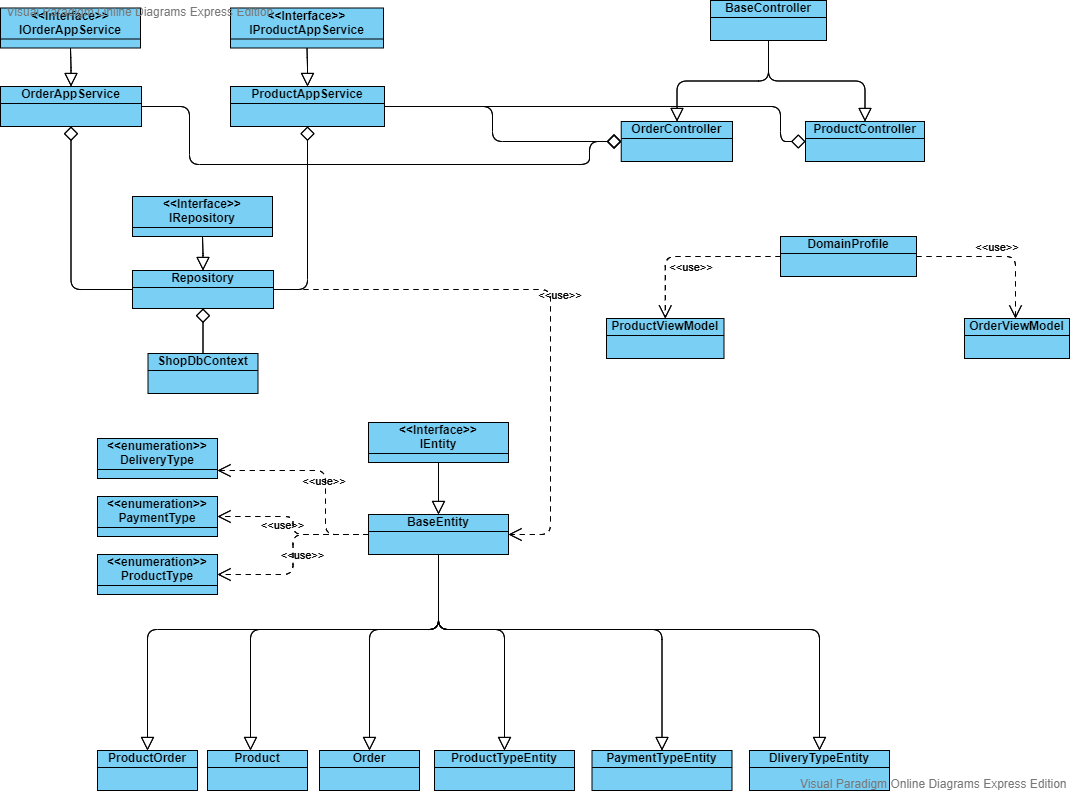 Visual Paradigm Online Diagrams Express Edition
<<Interface>>
IOrderAppService
<<Interface>>
IProductAppService
BaseController
OrderAppService
ProductAppService
OrderController
ProductController
<<Interface>>
IRepository
Repository
ShopDbContext
<<use>>
DomainProfile
<<use>>
<<use>>
ProductViewModel
OrderViewModel
<<Interface>>
IEntity
<<enumeration>>
DeliveryType
<<use>>
<<enumeration>>
PaymentType
<<use>>
BaseEntity
<<enumeration>>
ProductType
<<use>>
ProductOrder
Product
Order
ProductTypeEntity
PaymentTypeEntity
DliveryTypeEntity
Visual Paradigm Online Diagrams Express Edition